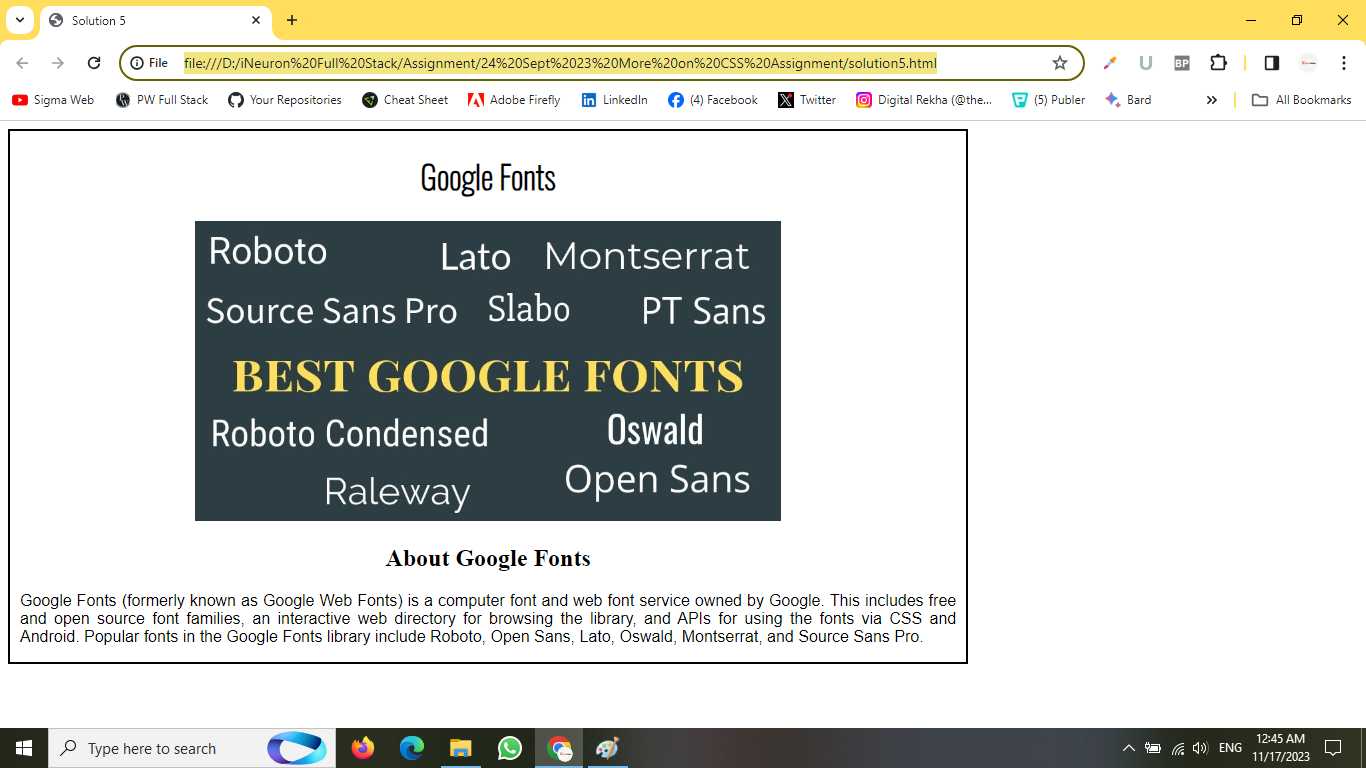 Solution 5
File file:///D:/iNeuron%20Full%20Stack/Assignment/24%20Sept%2023%20More%20on%20CSS%20Assignment/solution5.html
U BP
Sigma Web PW Full Stack Your Repositories Cheat Sheet Adobe Firefly LinkedIn (4) Facebook Twitter Digital Rekha (@the... (5) Publer Bard All Bookmarks
Google Fonts
Roboto Lato Montserrat
Source Sans Pro Slabo PT Sans
BEST GOOGLE FONTS
Roboto Condensed Oswald
Raleway Open Sans
About Google Fonts
Google Fonts (formerly known as Google Web Fonts) is a computer font and web font service owned by Google. This includes free
and open source font families, an interactive web directory for browsing the library, and APIs for using the fonts via CSS and
Android. Popular fonts in the Google Fonts library include Roboto, Open Sans, Lato, Oswald, Montserrat, and Source Sans Pro.
Type here to search ENG 12:45 AM
11/17/2023